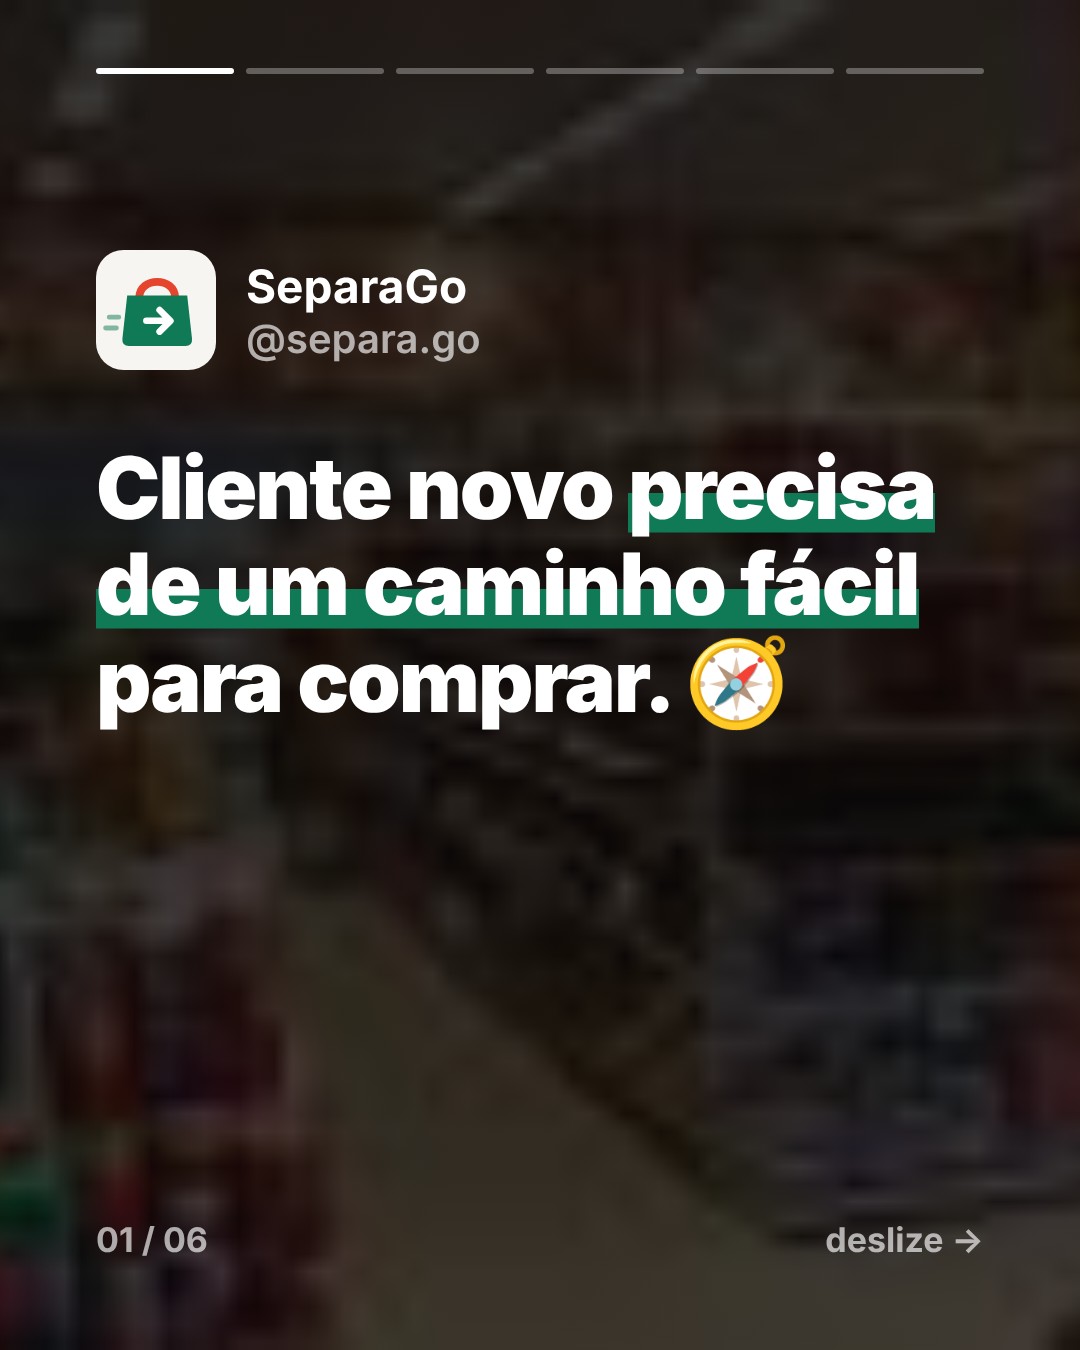 SeparaGo
@separa.go
Cliente novo precisa
de um caminho fácil
para comprar. 🧭
01 / 06
deslize →